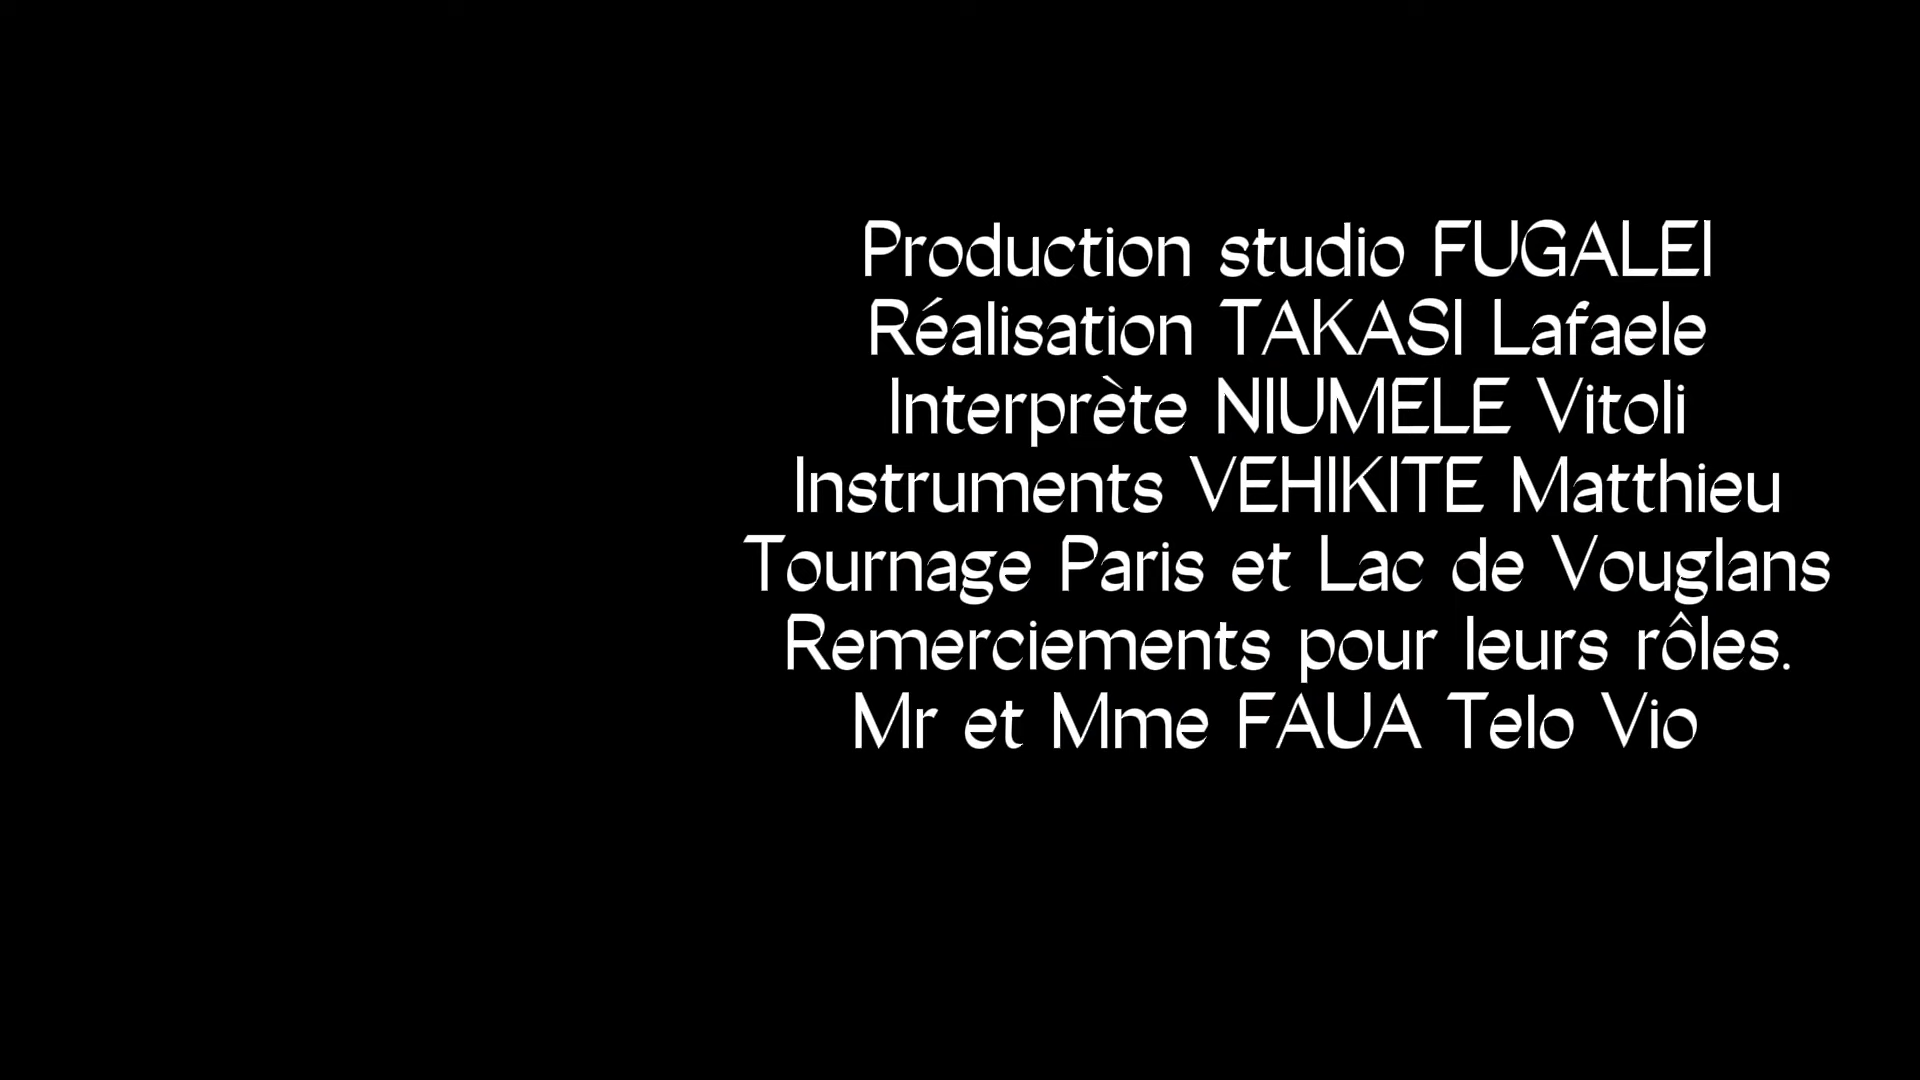 Production studio FUGALEI
Réalisation TAKASI Lafaele
Interprète NIUMELE Vitoli
Instruments VEHIKITE Matthieu
Tournage Paris et Lac de Vouglans
Remerciements pour leurs rôles.
Mr et Mme FAUA Telo Vio